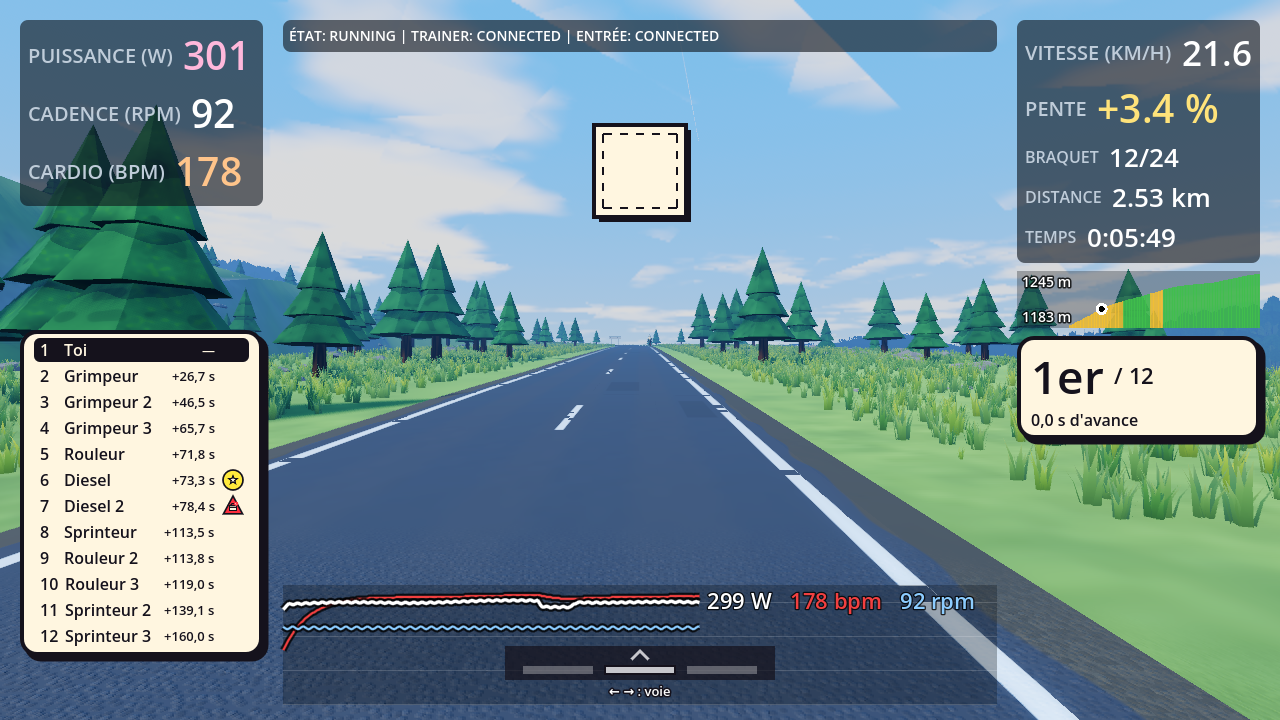 PUISSANCE (W) 301
CADENCE (RPM) 92
CARDIO (BPM) 178
ÉTAT: RUNNING | TRAINER: CONNECTED | ENTRÉE: CONNECTED
VITESSE (KM/H) 21.6
PENTE +3.4 %
BRAQUET 12/24
DISTANCE 2.53 km
TEMPS 0:05:49
1245 m
1183 m
1er / 12
0,0 s d'avance
1 Toi —
2 Grimpeur +26,7 s
3 Grimpeur 2 +46,5 s
4 Grimpeur 3 +65,7 s
5 Rouleur +71,8 s
6 Diesel +73,3 s
7 Diesel 2 +78,4 s
8 Sprinteur +113,5 s
9 Rouleur 2 +113,8 s
10 Rouleur 3 +119,0 s
11 Sprinteur 2 +139,1 s
12 Sprinteur 3 +160,0 s
299 W 178 bpm 92 rpm
← → : voie